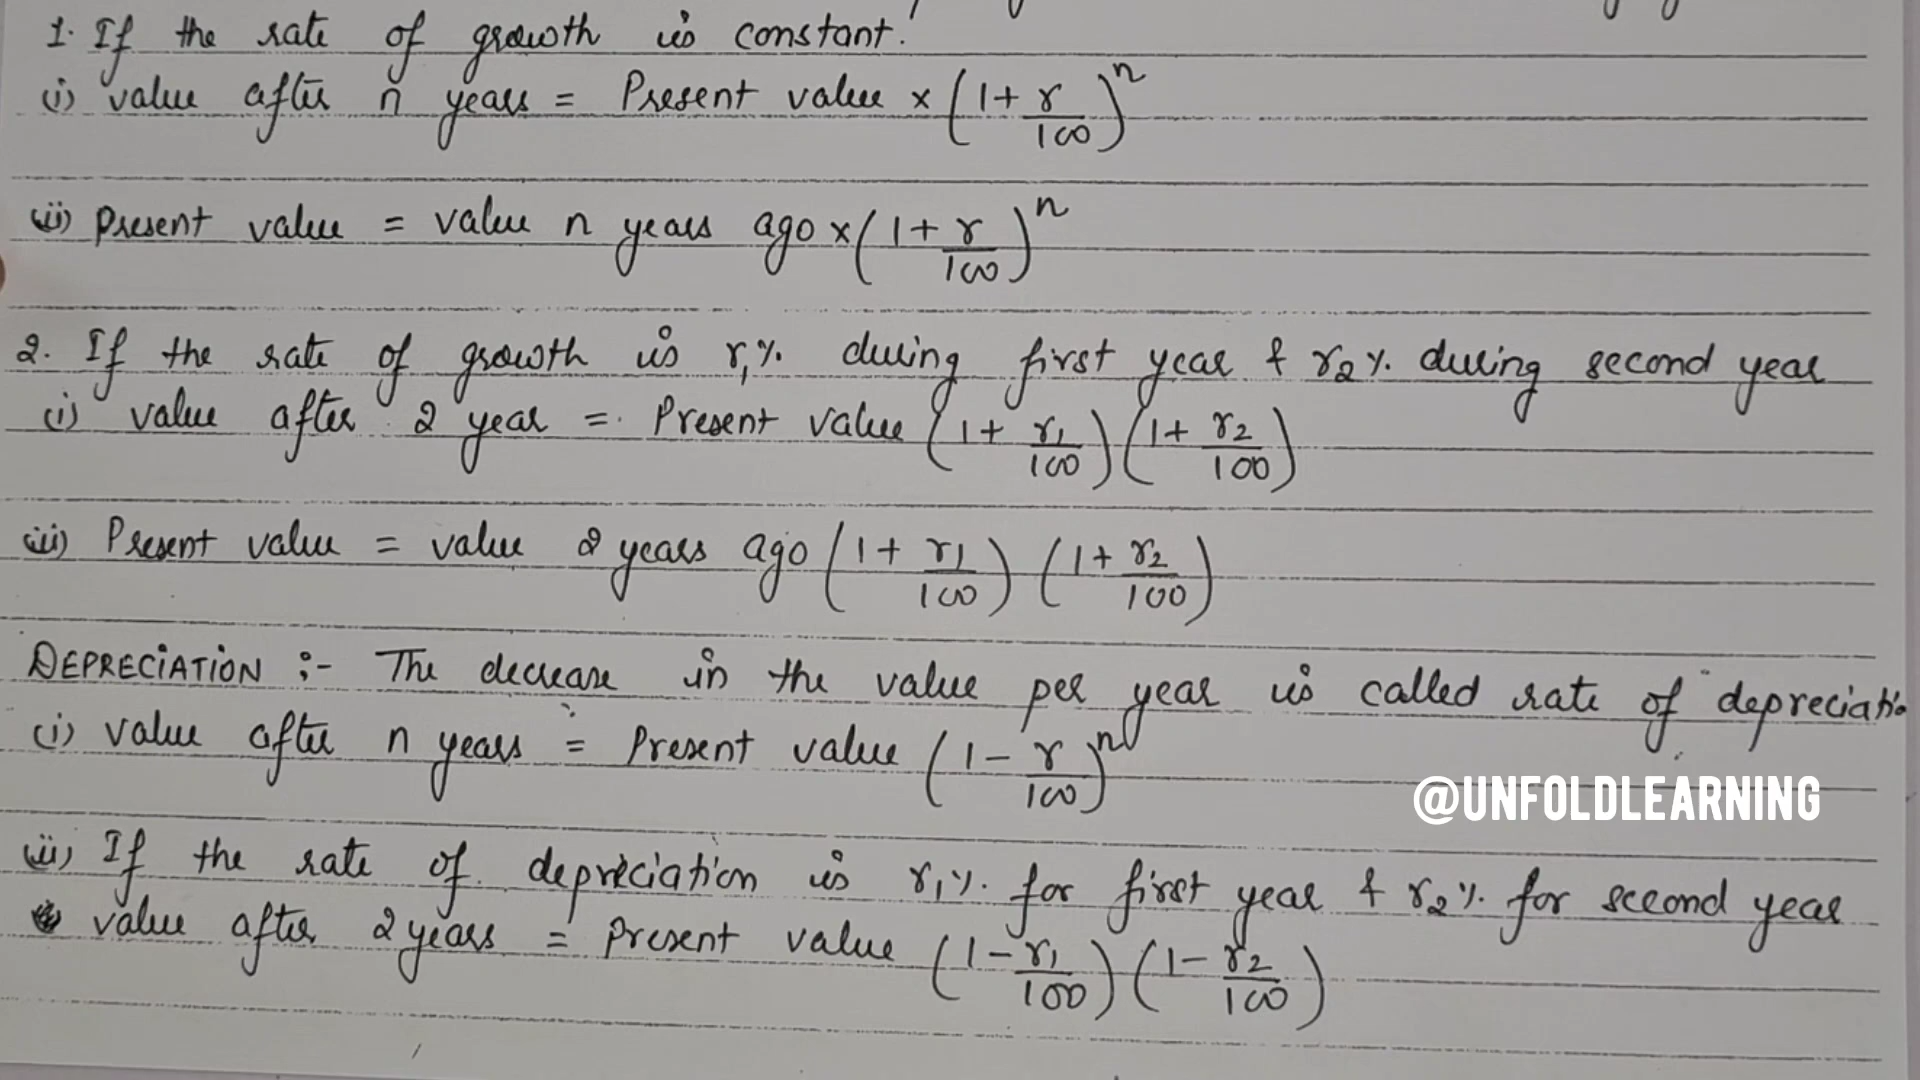 1. If the rate of growth is constant.
(i) value after n years = Present value × (1 + r/100)^n
(ii) Present value = value n years ago × (1 + r/100)^n
2. If the rate of growth is r₁% during first year & r₂% during second year
(i) value after 2 year = Present value (1 + r₁/100) (1 + r₂/100)
(ii) Present value = value 2 years ago (1 + r₁/100) (1 + r₂/100)
DEPRECIATION :- The decrease in the value per year is called rate of depreciatio
(i) value after n years = Present value (1 - r/100)^n
@UNFOLDLEARNING
(ii) If the rate of depreciation is r₁% for first year & r₂% for second year
value after 2 years = Present value (1 - r₁/100) (1 - r₂/100)